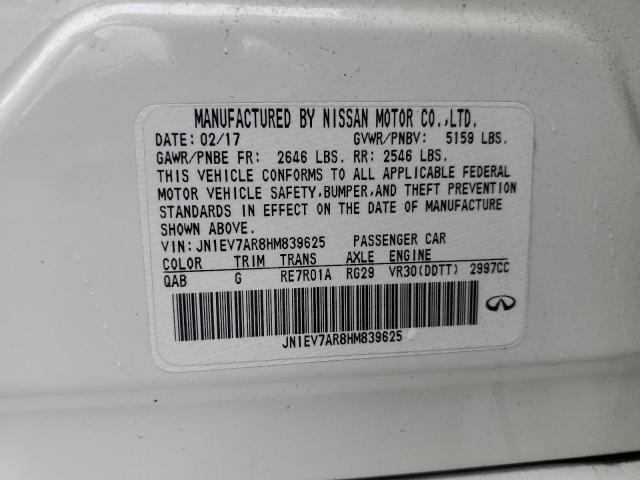 MANUFACTURED BY NISSAN MOTOR CO.,LTD.
DATE: 02/17 GVWR/PNBV: 5159 LBS.
GAWR/PNBE FR: 2646 LBS. RR: 2546 LBS.
THIS VEHICLE CONFORMS TO ALL APPLICABLE FEDERAL
MOTOR VEHICLE SAFETY,BUMPER,AND THEFT PREVENTION
STANDARDS IN EFFECT ON THE DATE OF MANUFACTURE
SHOWN ABOVE.
VIN: JN1EV7AR8HM839625 PASSENGER CAR
COLOR TRIM TRANS AXLE ENGINE
QAB G RE7R01A RG29 VR30(DDTT) 2997CC
JN1EV7AR8HM839625